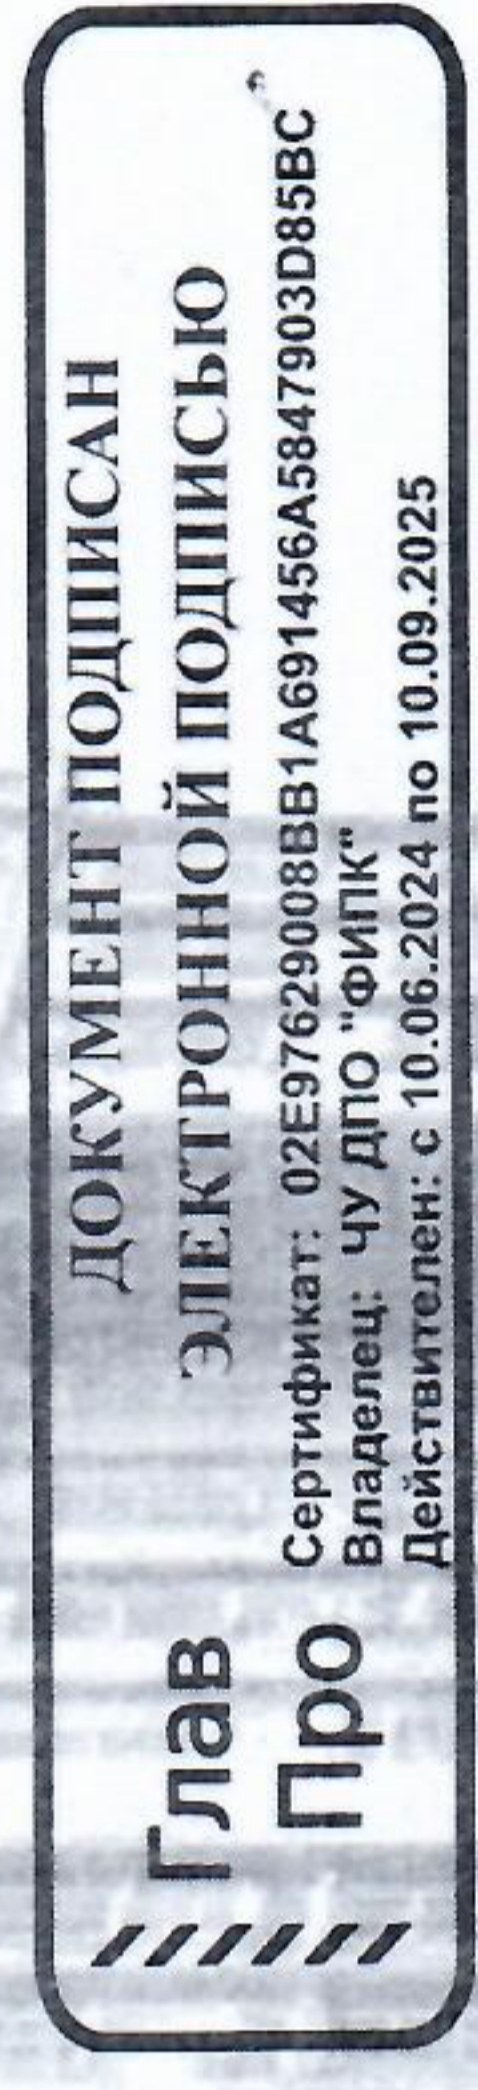 Глав
Про
ДОКУМЕНТ ПОДПИСАН
ЭЛЕКТРОННОЙ ПОДПИСЬЮ
Сертификат: 02E97629008BB1A691456A5847903D85BC
Владелец: ЧУ ДПО "ФИПК"
Действителен: с 10.06.2024 по 10.09.2025